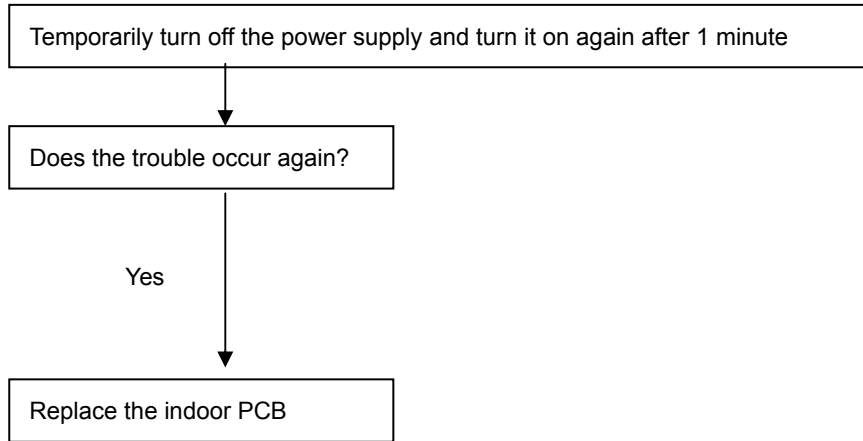 Temporarily turn off the power supply and turn it on again after 1 minute
Does the trouble occur again?
Yes
Replace the indoor PCB